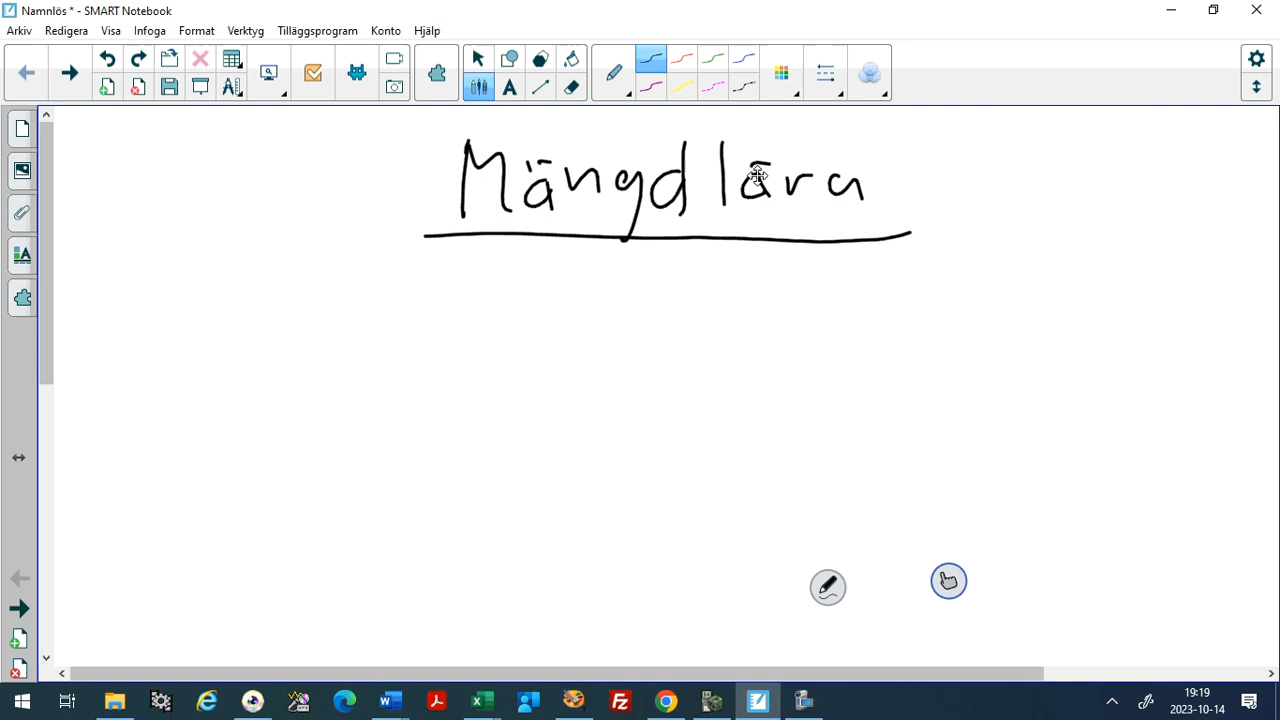 Namnlös * - SMART Notebook
Arkiv Redigera Visa Infoga Format Verktyg Tilläggsprogram Konto Hjälp
Mängdlära
19:19
2023-10-14